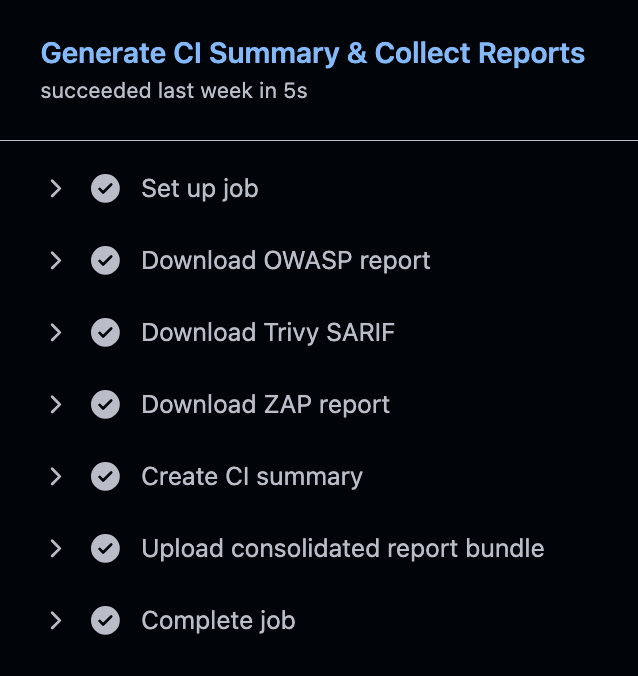 Generate CI Summary & Collect Reports
succeeded last week in 5s
Set up job
Download OWASP report
Download Trivy SARIF
Download ZAP report
Create CI summary
Upload consolidated report bundle
Complete job